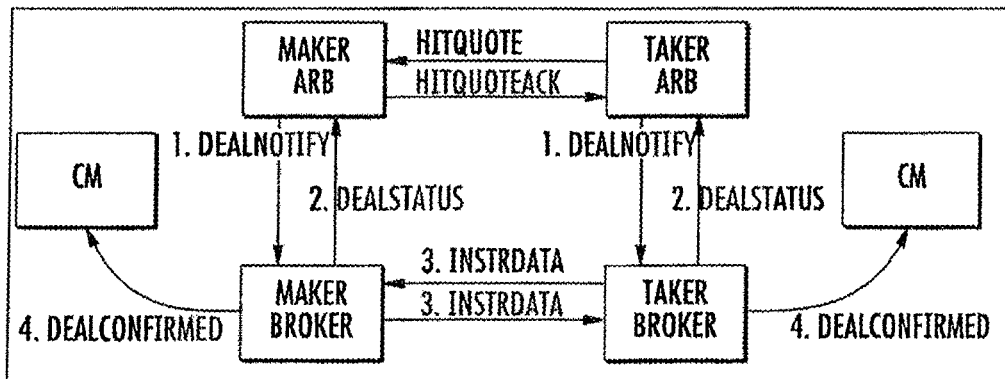 MAKER
ARB
HITQUOTE
HITQUOTEACK
TAKER
ARB
1. DEALNOTIFY
1. DEALNOTIFY
CM
CM
2. DEALSTATUS
2. DEALSTATUS
3. INSTRDATA
MAKER
BROKER
3. INSTRDATA
TAKER
BROKER
4. DEALCONFIRMED
4. DEALCONFIRMED